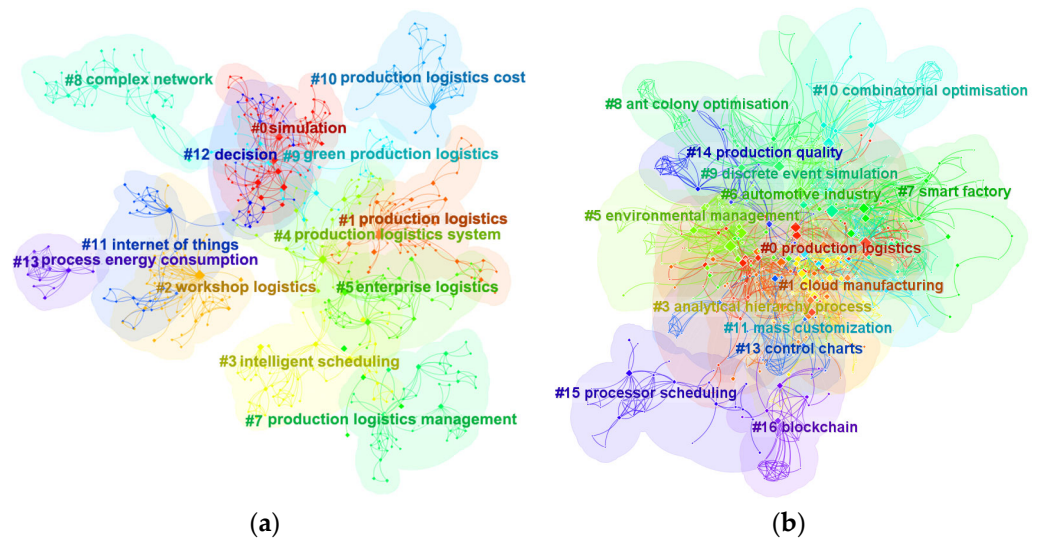 #8 complex network
#10 production logistics cost
#0 simulation
#12 decision
#9 green production logistics
#1 production logistics
#4 production logistics system
#11 internet of things
#13 process energy consumption
#2 workshop logistics
#5 enterprise logistics
#3 intelligent scheduling
#7 production logistics management
(a)
#10 combinatorial optimisation
#8 ant colony optimisation
#14 production quality
#9 discrete event simulation
#6 automotive industry
#7 smart factory
#5 environmental management
#0 production logistics
#1 cloud manufacturing
#3 analytical hierarchy process
#11 mass customization
#13 control charts
#15 processor scheduling
#16 blockchain
(b)